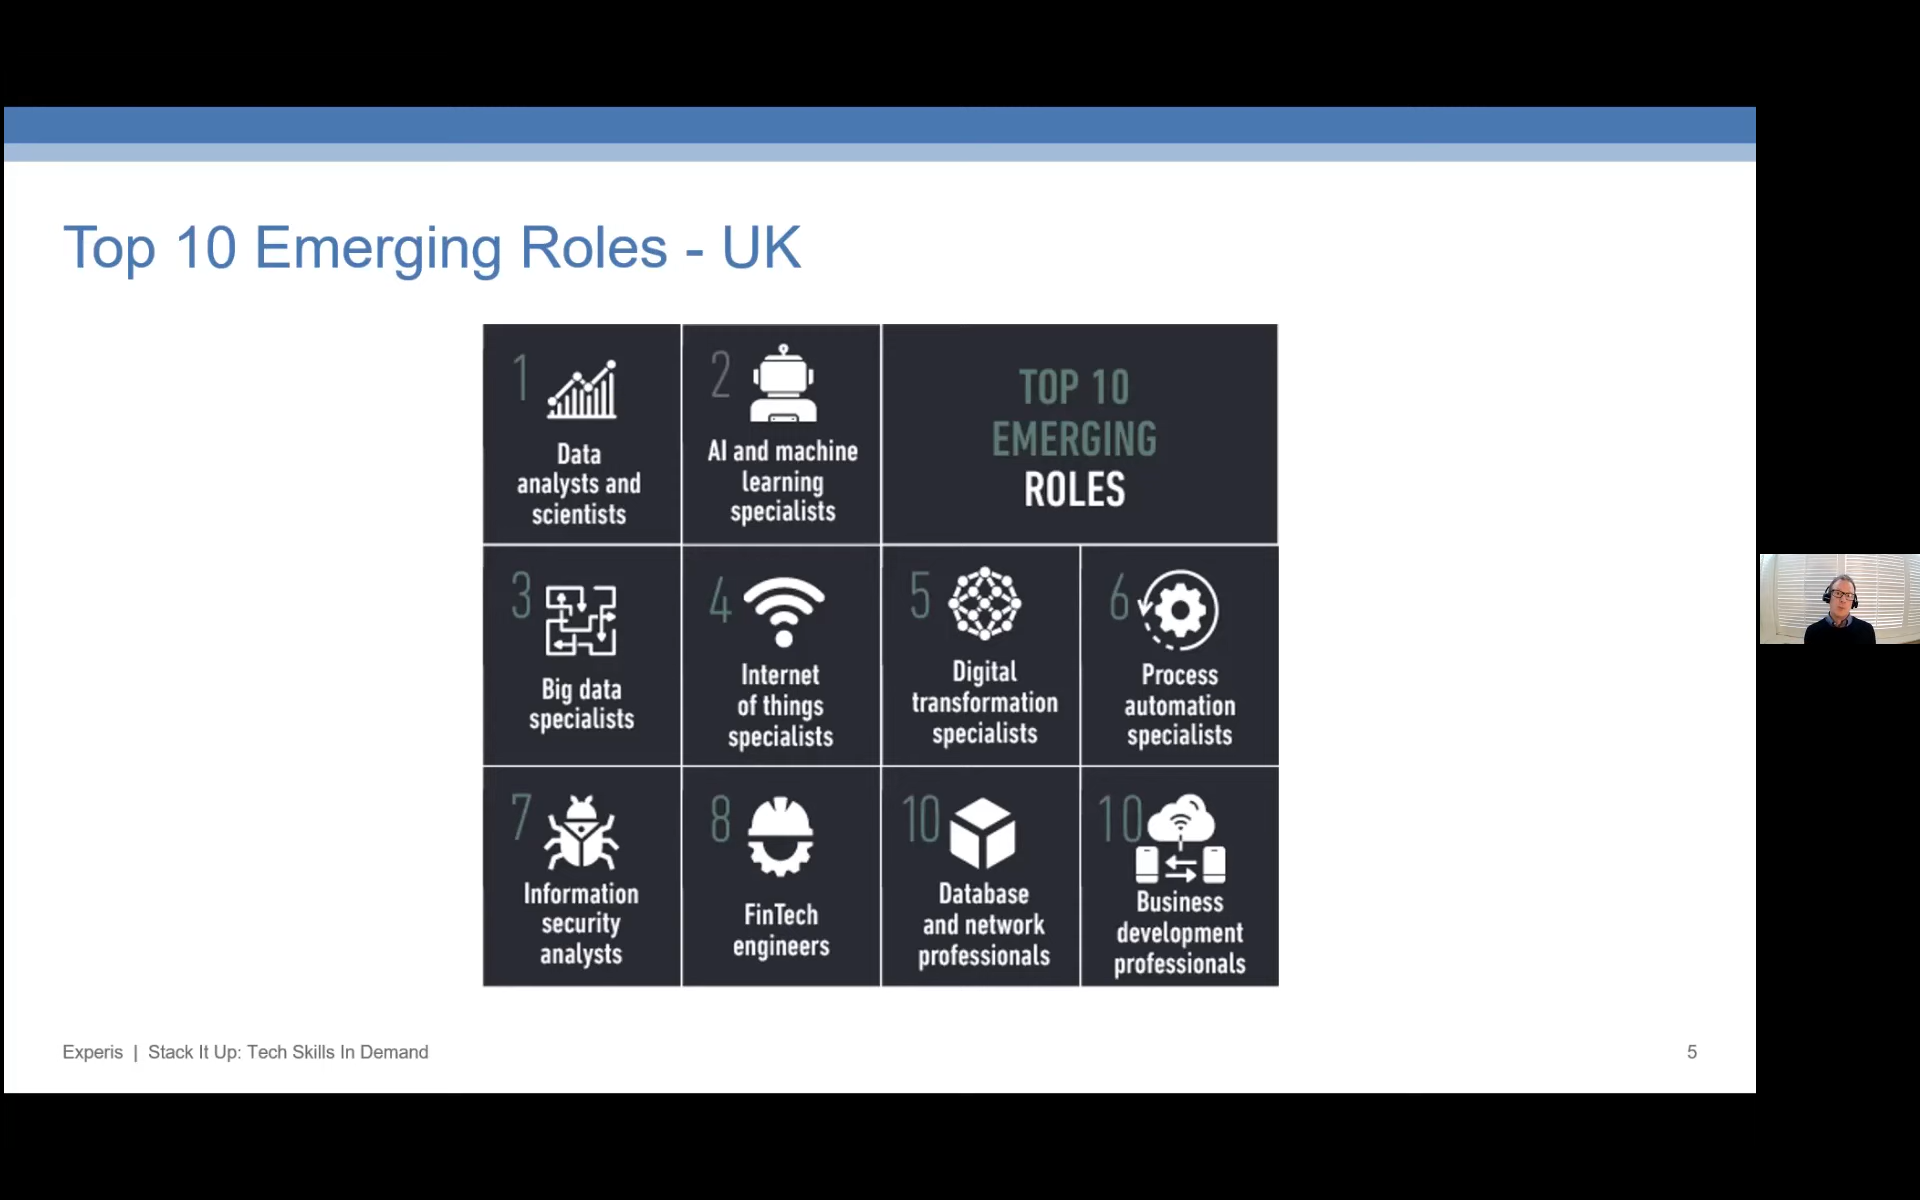 Top 10 Emerging Roles - UK
1
Data
analysts and
scientists
2
AI and machine
learning
specialists
TOP 10
EMERGING
ROLES
3
Big data
specialists
4
Internet
of things
specialists
5
Digital
transformation
specialists
6
Process
automation
specialists
7
Information
security
analysts
8
FinTech
engineers
10
Database
and network
professionals
10
Business
development
professionals
Experis | Stack It Up: Tech Skills In Demand
5